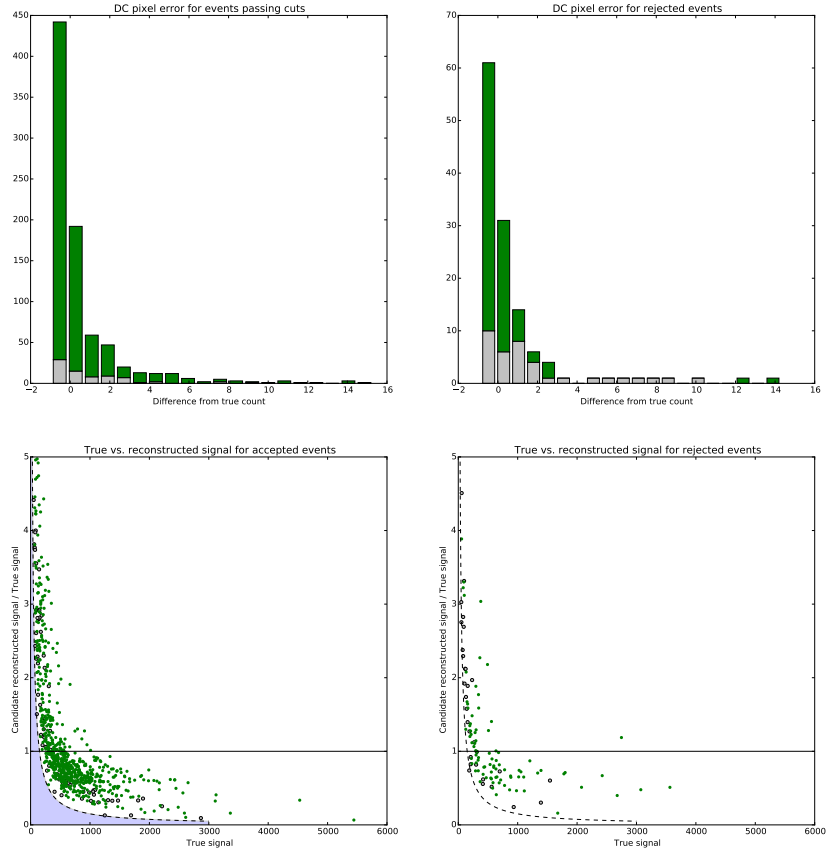 DC pixel error for events passing cuts
450
400
350
300
250
200
150
100
50
0
−2 0 2 4 6 8 10 12 14 16
Difference from true count
DC pixel error for rejected events
70
60
50
40
30
20
10
0
−2 0 2 4 6 8 10 12 14 16
Difference from true count
True vs. reconstructed signal for accepted events
Candidate reconstructed signal / True signal
5
4
3
2
1
0
0 1000 2000 3000 4000 5000 6000
True signal
True vs. reconstructed signal for rejected events
Candidate reconstructed signal / True signal
5
4
3
2
1
0
0 1000 2000 3000 4000 5000 6000
True signal